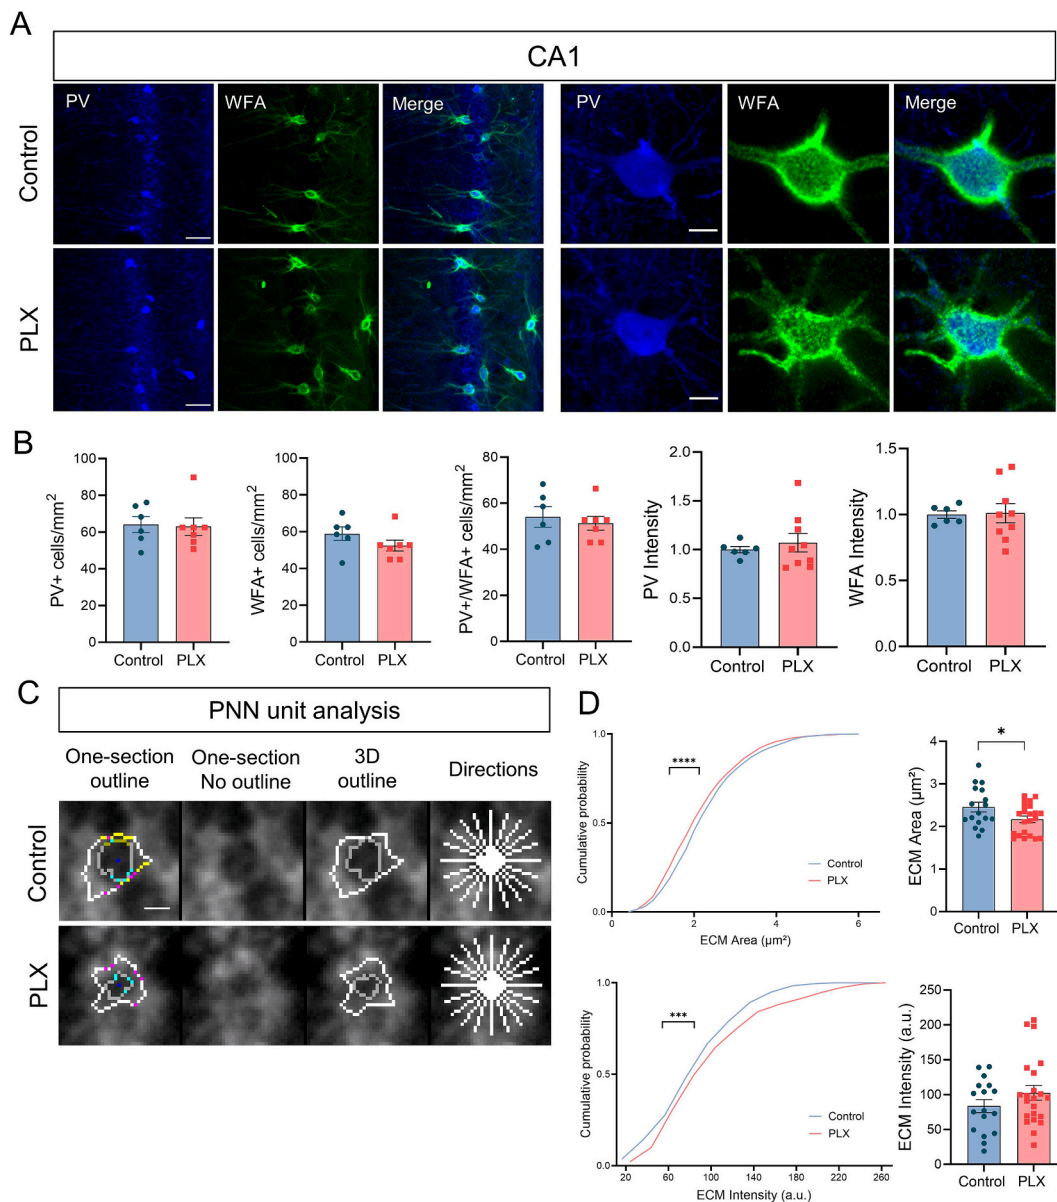 A
CA1
PV WFA Merge PV WFA Merge
Control
PLX
B
PV+ cells/mm²
100
80
60
40
20
0
Control PLX
WFA+ cells/mm²
100
80
60
40
20
0
Control PLX
PV+/WFA+ cells/mm²
80
60
40
20
0
Control PLX
PV Intensity
2.0
1.5
1.0
0.5
0.0
Control PLX
WFA Intensity
1.5
1.0
0.5
0.0
Control PLX
C
PNN unit analysis
One-section outline
One-section No outline
3D outline
Directions
Control
PLX
D
Cumulative probability
1.0
0.5
0.0
****
Control
PLX
2 4 6
ECM Area (µm²)
ECM Area (µm²)
4
3
2
1
0
*
Control PLX
Cumulative probability
1.0
0.5
0.0
***
Control
PLX
20 60 100 140 180 220 260
ECM Intensity (a.u.)
ECM Intensity (a.u.)
250
200
150
100
50
0
Control PLX